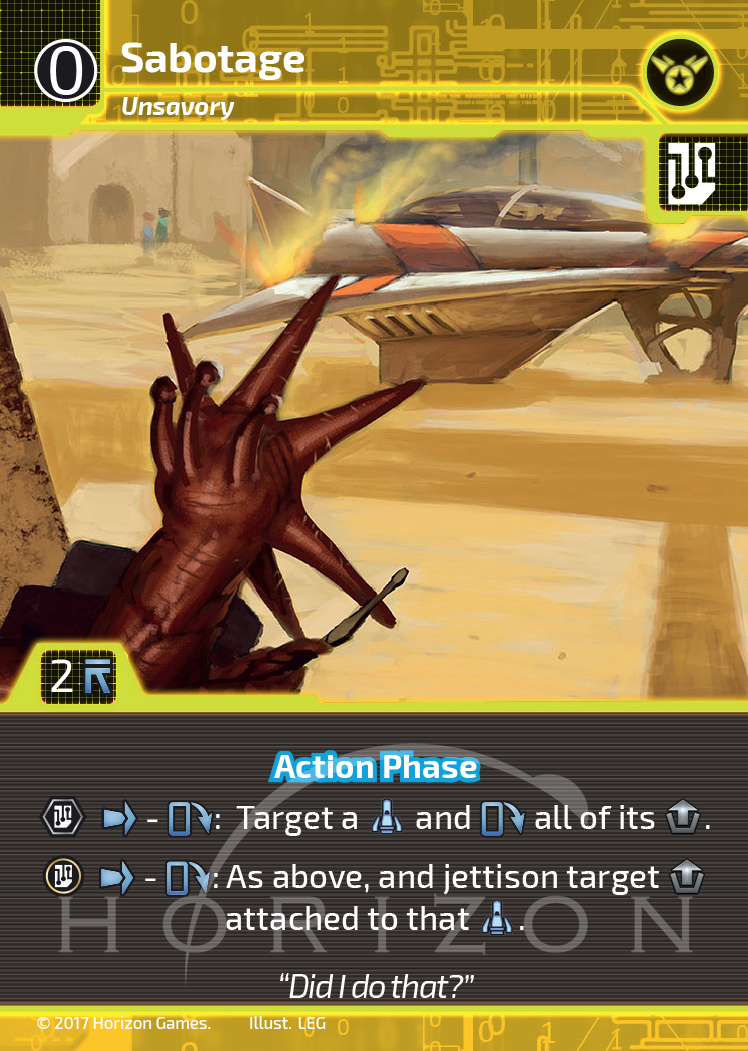 0
Sabotage
Unsavory
2
Action Phase
- : Target a and all of its .
- : As above, and jettison target
attached to that .
HORIZON
“Did I do that?”
© 2017 Horizon Games. Illust. LEG